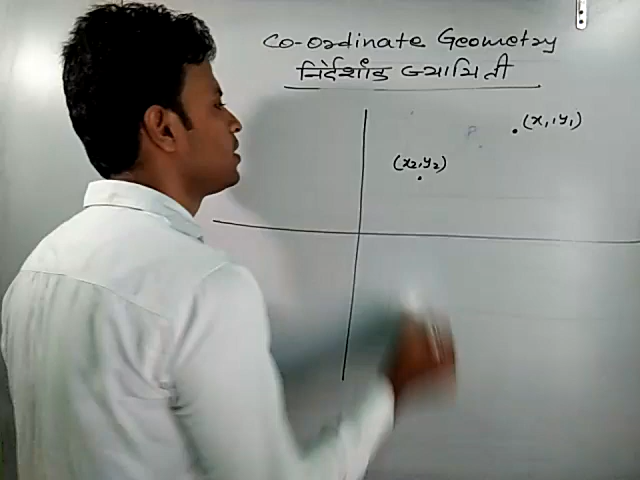 Co-ordinate Geometry
निर्देशांक ज्यामिती
(x₁, y₁)
(x₂, y₂)
P